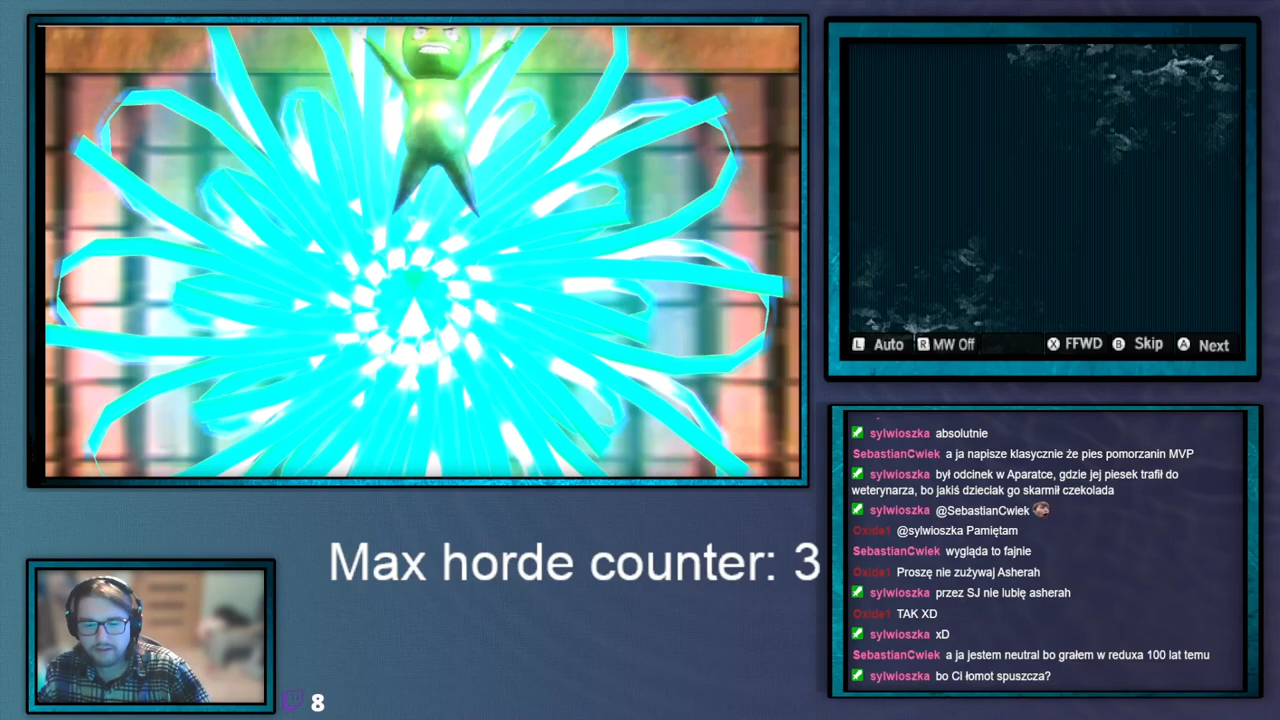 L Auto R MW Off X FFWD B Skip A Next
sylwioszka absolutnie
SebastianCwiek a ja napisze klasycznie że pies pomorzanin MVP
sylwioszka był odcinek w Aparatce, gdzie jej piesek trafił do
weterynarza, bo jakiś dzieciak go skarmił czekolada
sylwioszka @SebastianCwiek
Oxide1 @sylwioszka Pamiętam
SebastianCwiek wygląda to fajnie
Oxide1 Proszę nie zużywaj Asherah
sylwioszka przez SJ nie lubię asherah
Oxide1 TAK XD
sylwioszka xD
SebastianCwiek a ja jestem neutral bo grałem w reduxa 100 lat temu
sylwioszka bo Ci łomot spuszcza?
Max horde counter: 3
8